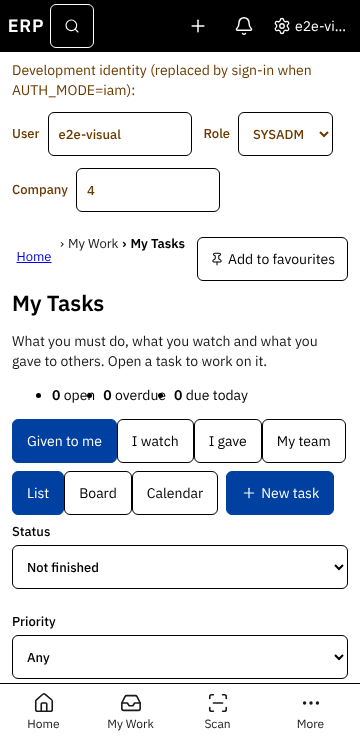 ERP e2e-vi...
Development identity (replaced by sign-in when
AUTH_MODE=iam):
User e2e-visual Role SYSADM
Company 4
Home › My Work › My Tasks Add to favourites
My Tasks
What you must do, what you watch and what you
gave to others. Open a task to work on it.
• 0 open • 0 overdue • 0 due today
Given to me I watch I gave My team
List Board Calendar + New task
Status
Not finished
Priority
Any
Home My Work Scan More